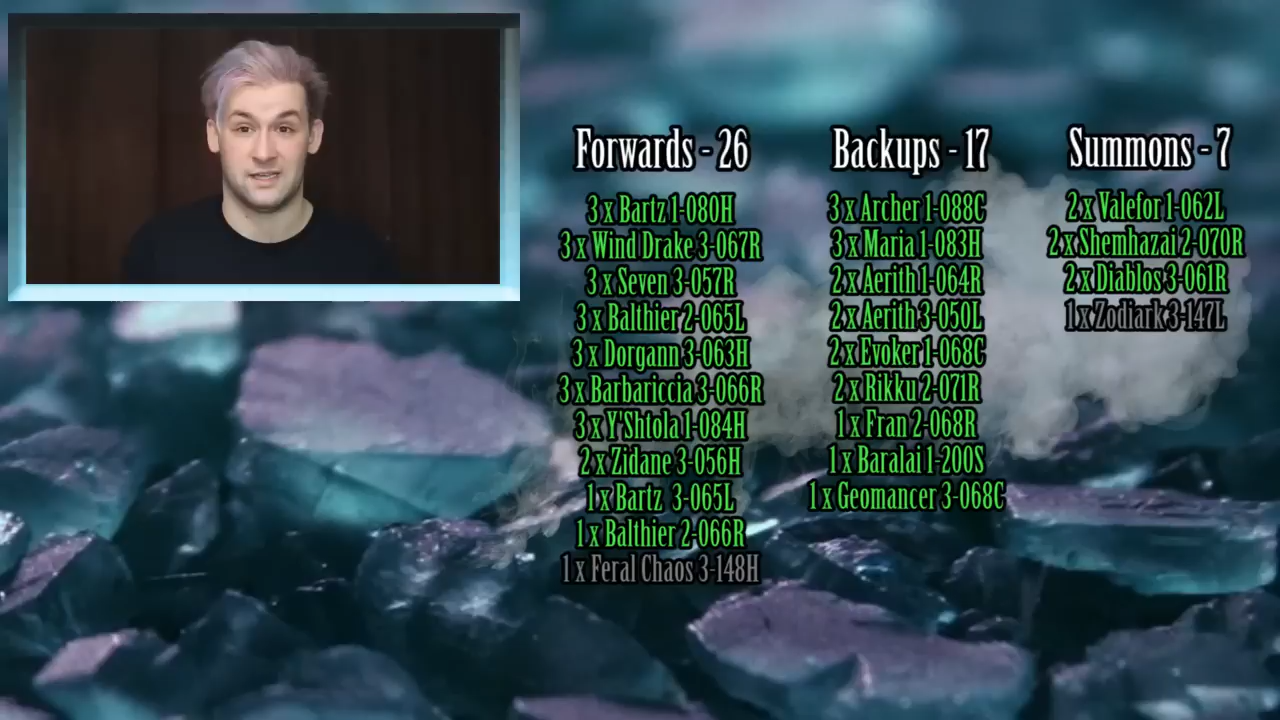 Forwards - 26
3 x Bartz 1-080H
3 x Wind Drake 3-067R
3 x Seven 3-057R
3 x Balthier 2-065L
3 x Dorgann 3-063H
3 x Barbariccia 3-066R
3 x Y'Shtola 1-084H
2 x Zidane 3-056H
1 x Bartz 3-065L
1 x Balthier 2-066R
1 x Feral Chaos 3-148H
Backups - 17
3 x Archer 1-088C
3 x Maria 1-083H
2 x Aerith 1-064R
2 x Aerith 3-050L
2 x Evoker 1-068C
2 x Rikku 2-071R
1 x Fran 2-068R
1 x Baralai 1-200S
1 x Geomancer 3-068C
Summons - 7
2 x Valefor 1-062L
2 x Shemhazai 2-070R
2 x Diablos 3-061R
1 x Zodiark 3-147L